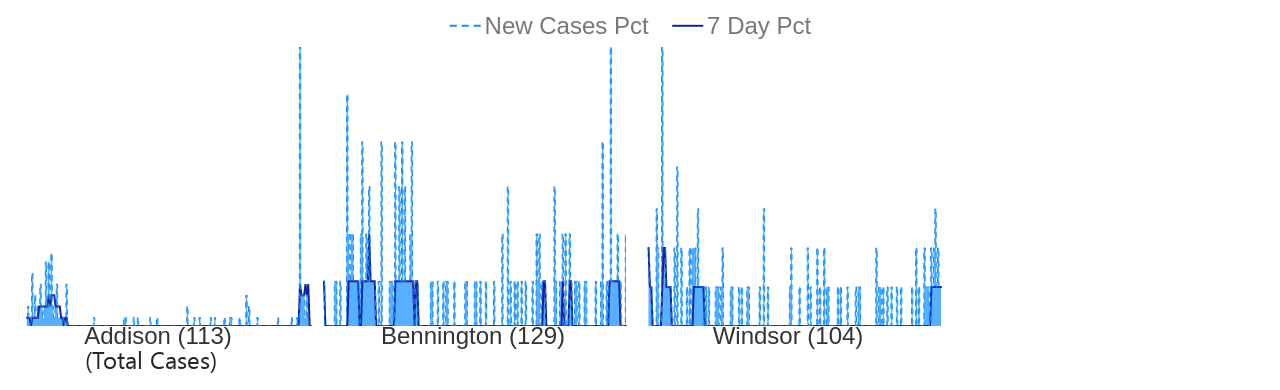 New Cases Pct 7 Day Pct
Addison (113) Bennington (129) Windsor (104)
(Total Cases)